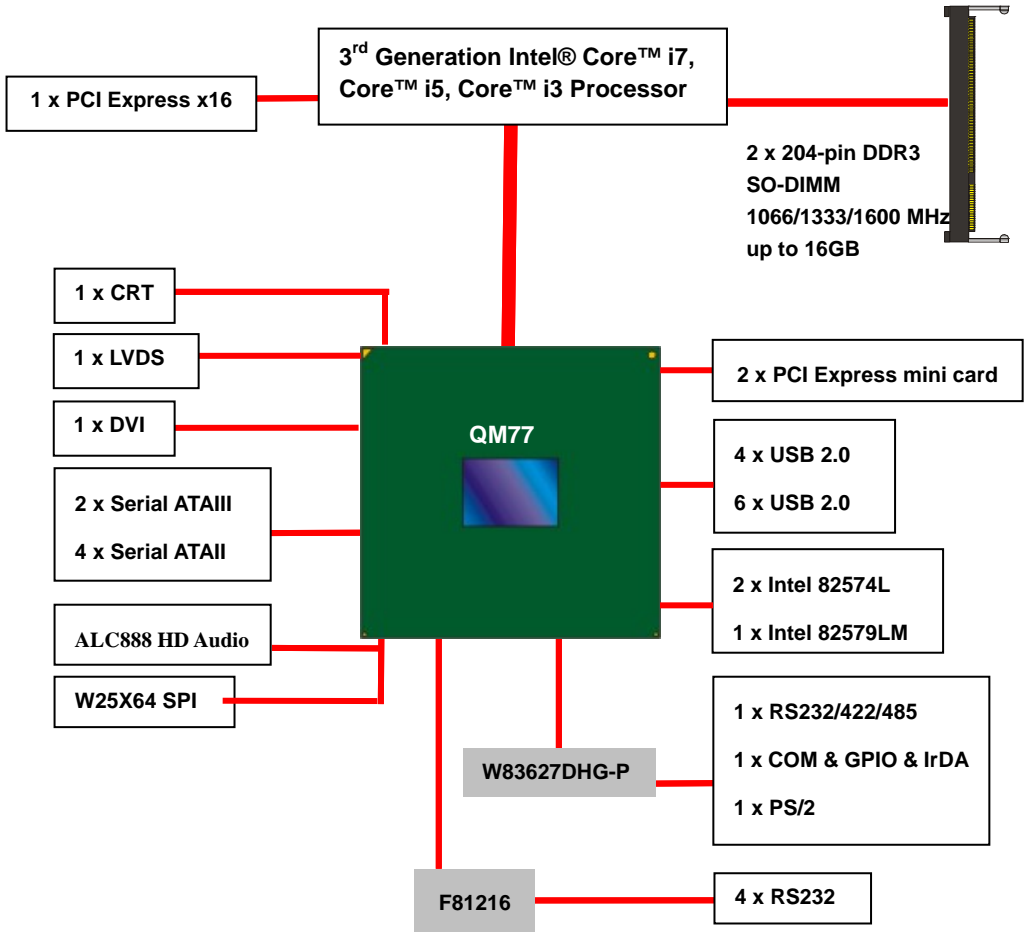 3rd Generation Intel® Core™ i7,
Core™ i5, Core™ i3 Processor
1 x PCI Express x16
2 x 204-pin DDR3
SO-DIMM
1066/1333/1600 MHz
up to 16GB
1 x CRT
1 x LVDS
1 x DVI
2 x Serial ATAIII
4 x Serial ATAII
ALC888 HD Audio
W25X64 SPI
QM77
2 x PCI Express mini card
4 x USB 2.0
6 x USB 2.0
2 x Intel 82574L
1 x Intel 82579LM
W83627DHG-P
1 x RS232/422/485
1 x COM & GPIO & IrDA
1 x PS/2
F81216
4 x RS232